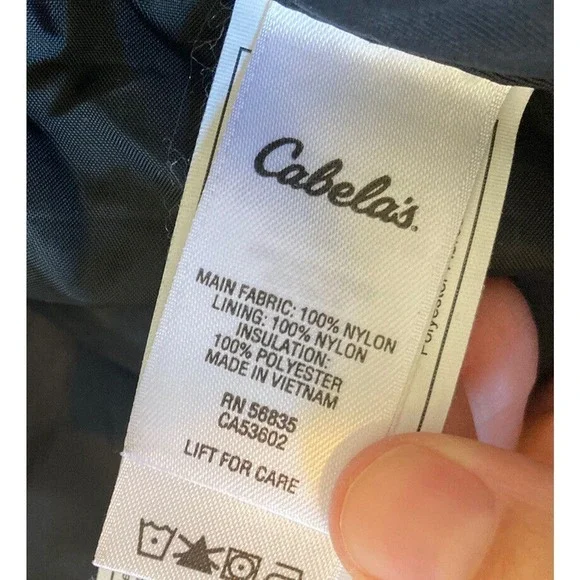 Cabela's.
MAIN FABRIC: 100% NYLON
LINING: 100% NYLON
INSULATION:
100% POLYESTER
MADE IN VIETNAM
RN 56835
CA53602
LIFT FOR CARE
Polyester